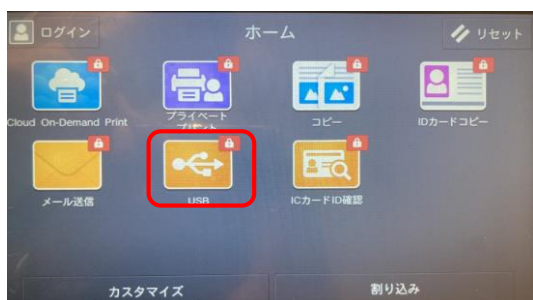 ログイン
ホーム
リセット
Cloud On-Demand Print
プライベート
プリント
コピー
IDカードコピー
メール送信
USB
ICカードID確認
カスタマイズ
割り込み